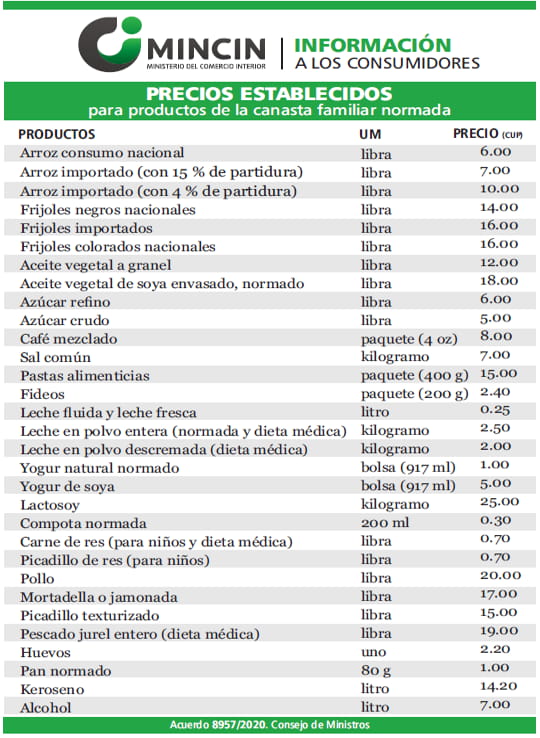 MINCIN
MINISTERIO DEL COMERCIO INTERIOR
INFORMACIÓN
A LOS CONSUMIDORES
PRECIOS ESTABLECIDOS
para productos de la canasta familiar normada
PRODUCTOS UM PRECIO (CUP)
Arroz consumo nacional libra 6.00
Arroz importado (con 15 % de partidura) libra 7.00
Arroz importado (con 4 % de partidura) libra 10.00
Frijoles negros nacionales libra 14.00
Frijoles importados libra 16.00
Frijoles colorados nacionales libra 16.00
Aceite vegetal a granel libra 12.00
Aceite vegetal de soya envasado, normado libra 18.00
Azúcar refino libra 6.00
Azúcar crudo libra 5.00
Café mezclado paquete (4 oz) 8.00
Sal común kilogramo 7.00
Pastas alimenticias paquete (400 g) 15.00
Fideos paquete (200 g) 2.40
Leche fluida y leche fresca litro 0.25
Leche en polvo entera (normada y dieta médica) kilogramo 2.50
Leche en polvo descremada (dieta médica) kilogramo 2.00
Yogur natural normado bolsa (917 ml) 1.00
Yogur de soya bolsa (917 ml) 5.00
Lactosoy kilogramo 25.00
Compota normada 200 ml 0.30
Carne de res (para niños y dieta médica) libra 0.70
Picadillo de res (para niños) libra 0.70
Pollo libra 20.00
Mortadella o jamonada libra 17.00
Picadillo texturizado libra 15.00
Pescado jurel entero (dieta médica) libra 19.00
Huevos uno 2.20
Pan normado 80 g 1.00
Keroseno litro 14.20
Alcohol litro 7.00
Acuerdo 8957/2020. Consejo de Ministros